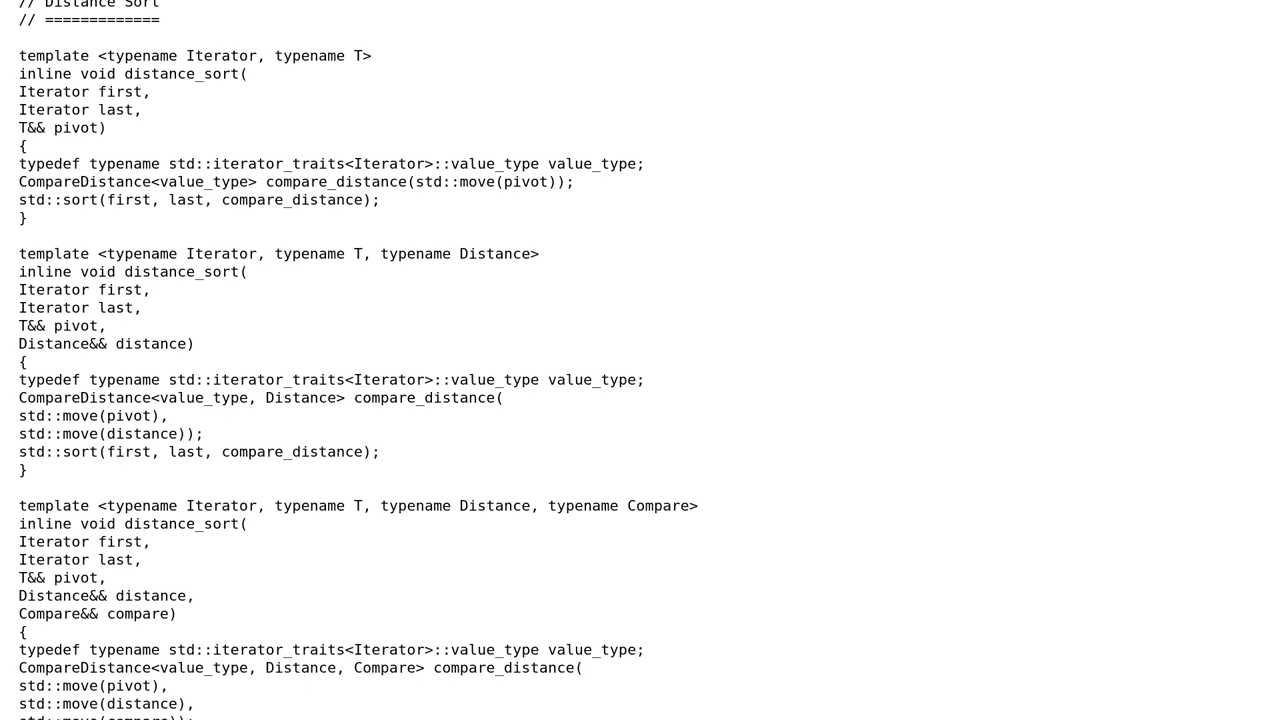 // Distance Sort
// =============

template <typename Iterator, typename T>
inline void distance_sort(
Iterator first,
Iterator last,
T&& pivot)
{
typedef typename std::iterator_traits<Iterator>::value_type value_type;
CompareDistance<value_type> compare_distance(std::move(pivot));
std::sort(first, last, compare_distance);
}

template <typename Iterator, typename T, typename Distance>
inline void distance_sort(
Iterator first,
Iterator last,
T&& pivot,
Distance&& distance)
{
typedef typename std::iterator_traits<Iterator>::value_type value_type;
CompareDistance<value_type, Distance> compare_distance(
std::move(pivot),
std::move(distance));
std::sort(first, last, compare_distance);
}

template <typename Iterator, typename T, typename Distance, typename Compare>
inline void distance_sort(
Iterator first,
Iterator last,
T&& pivot,
Distance&& distance,
Compare&& compare)
{
typedef typename std::iterator_traits<Iterator>::value_type value_type;
CompareDistance<value_type, Distance, Compare> compare_distance(
std::move(pivot),
std::move(distance),
std::move(compare));